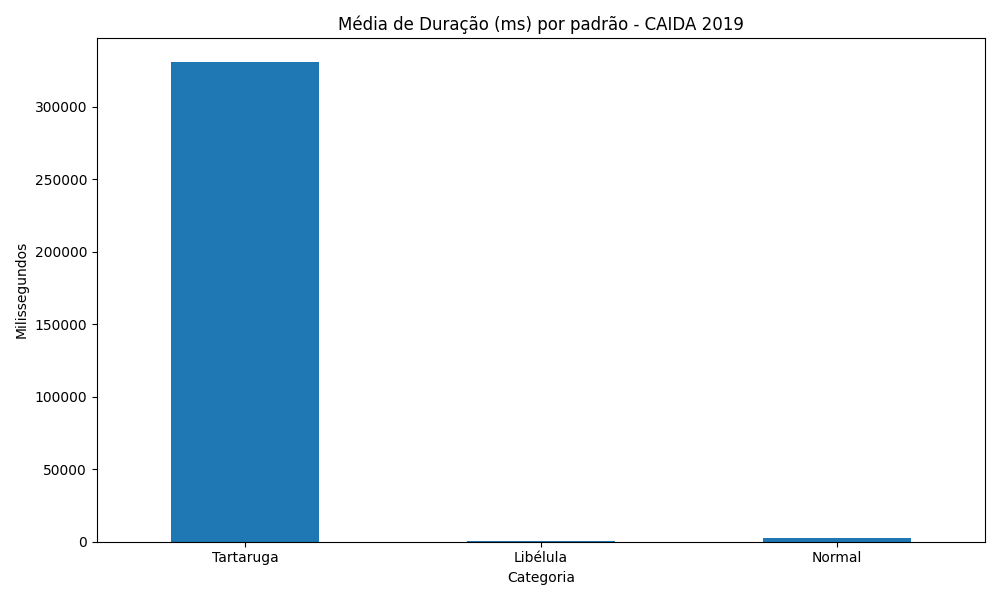 Média de Duração (ms) por padrão - CAIDA 2019
Milissegundos
300000
250000
200000
150000
100000
50000
0
Tartaruga
Libélula
Normal
Categoria